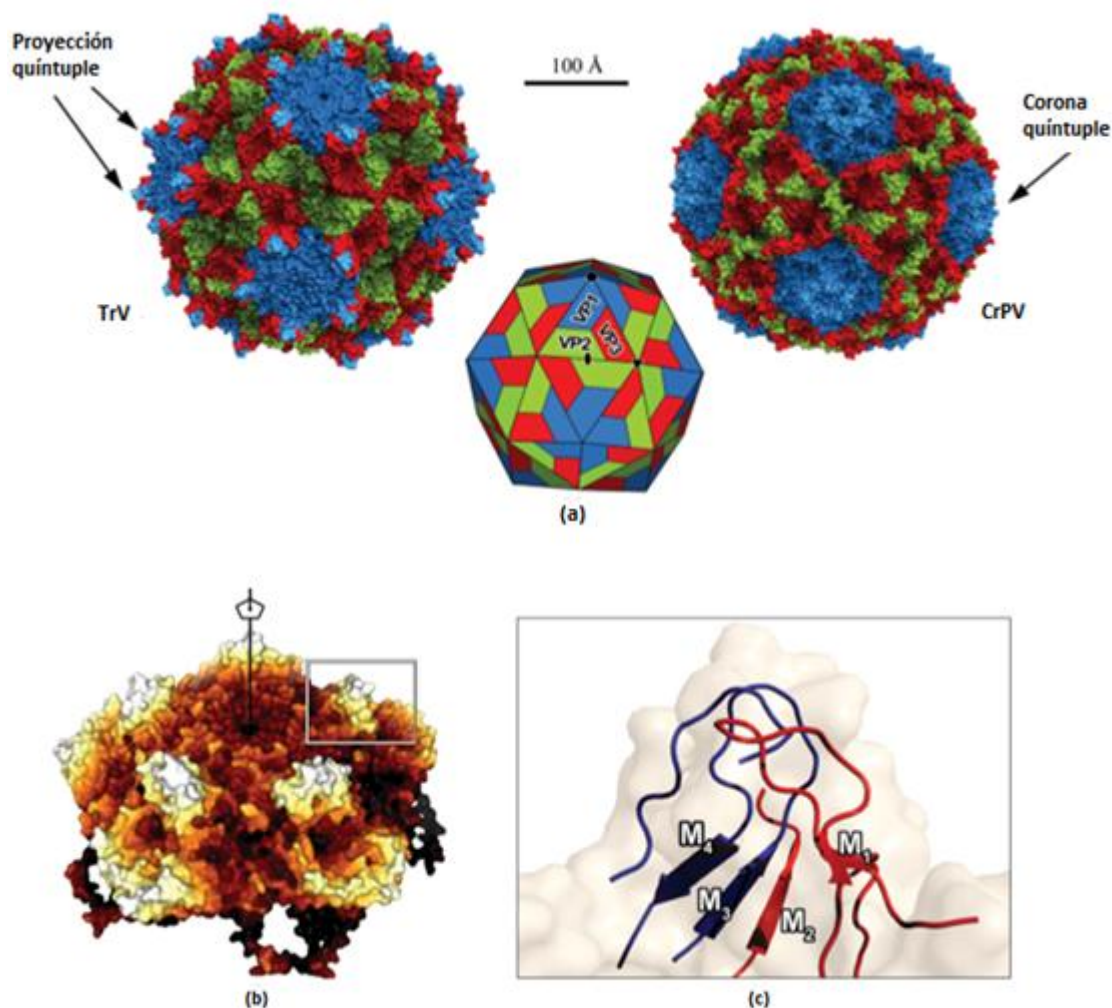 Proyección
quíntuple
100 Å
Corona
quíntuple
TrV
CrPV
VP1
VP2
VP3
(a)
M₄
M₃
M₂
M₁
(b)
(c)